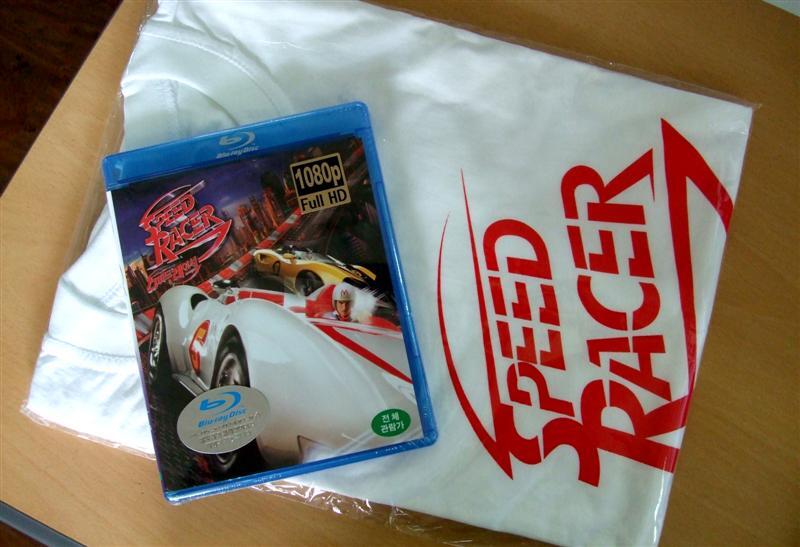 Blu-ray Disc
1080p
Full HD
SPEED
RACER
스피드 레이서
Blu-ray Disc
전체
관람가
SPEED
RACER